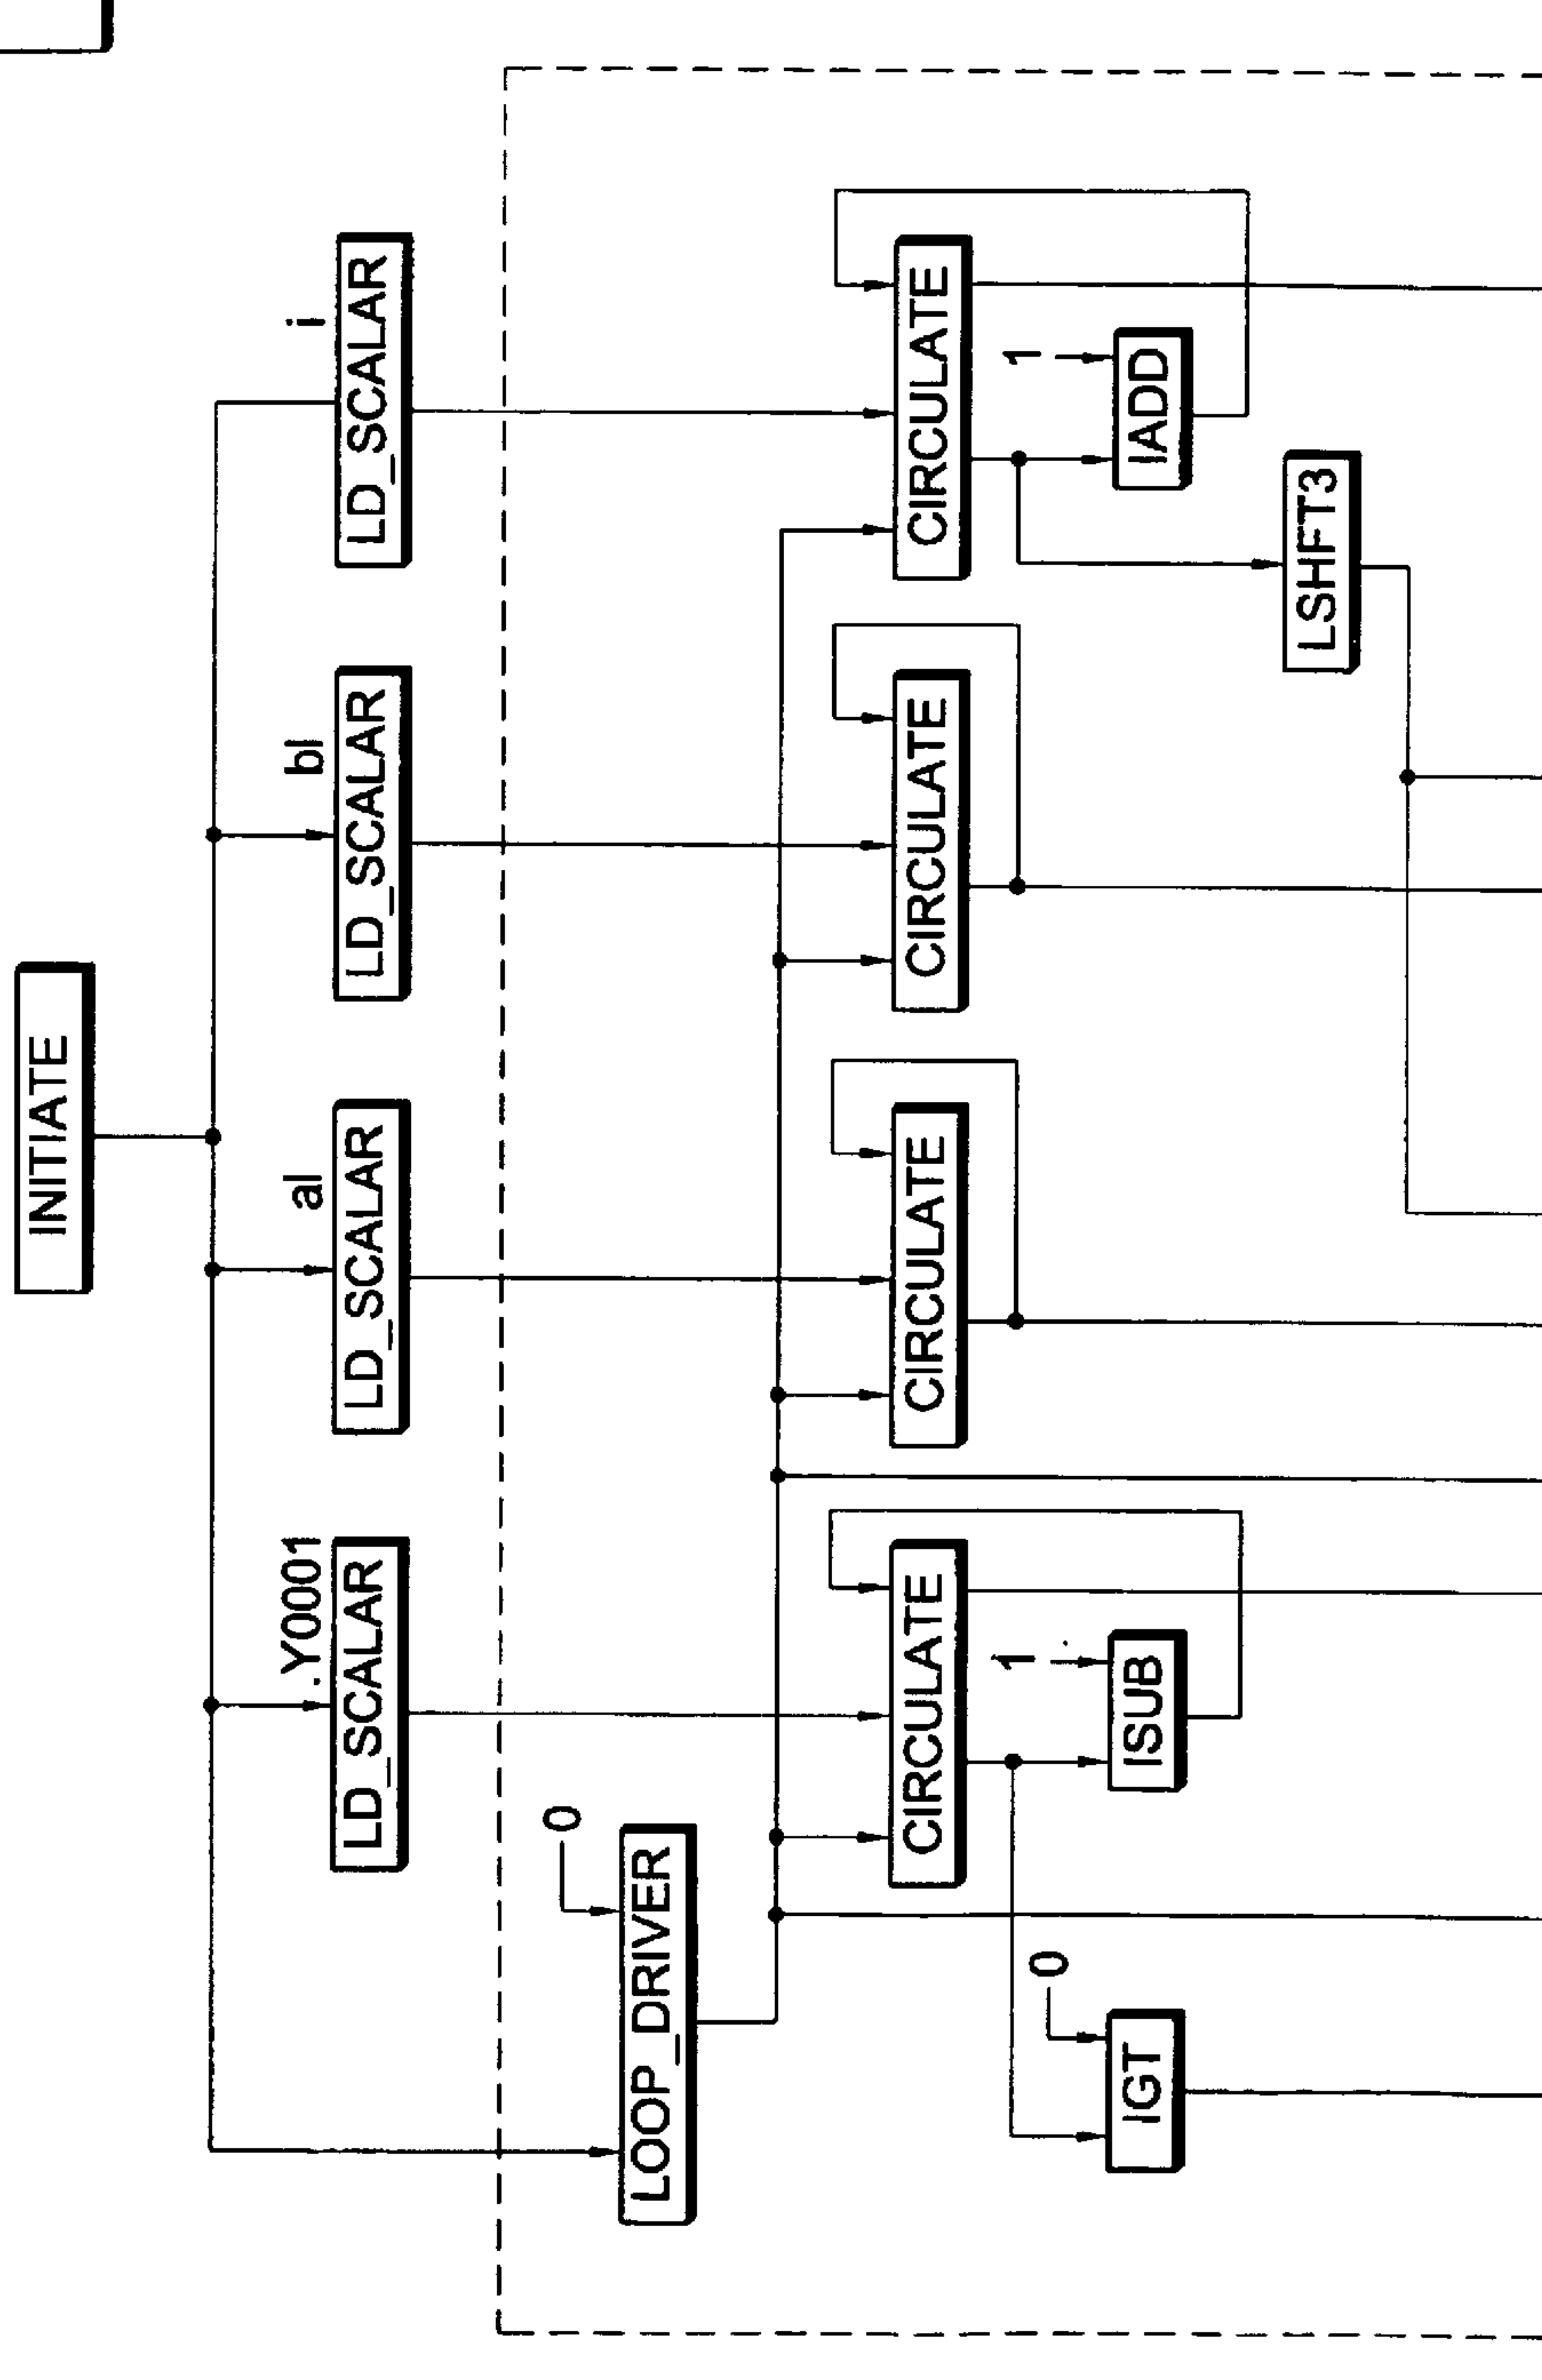 INITIATE
.Y0001
al
bl
i
LD_SCALAR
LD_SCALAR
LD_SCALAR
LD_SCALAR
0
LOOP_DRIVER
CIRCULATE
CIRCULATE
CIRCULATE
CIRCULATE
0
1
1
IGT
ISUB
IADD
LSHFT3